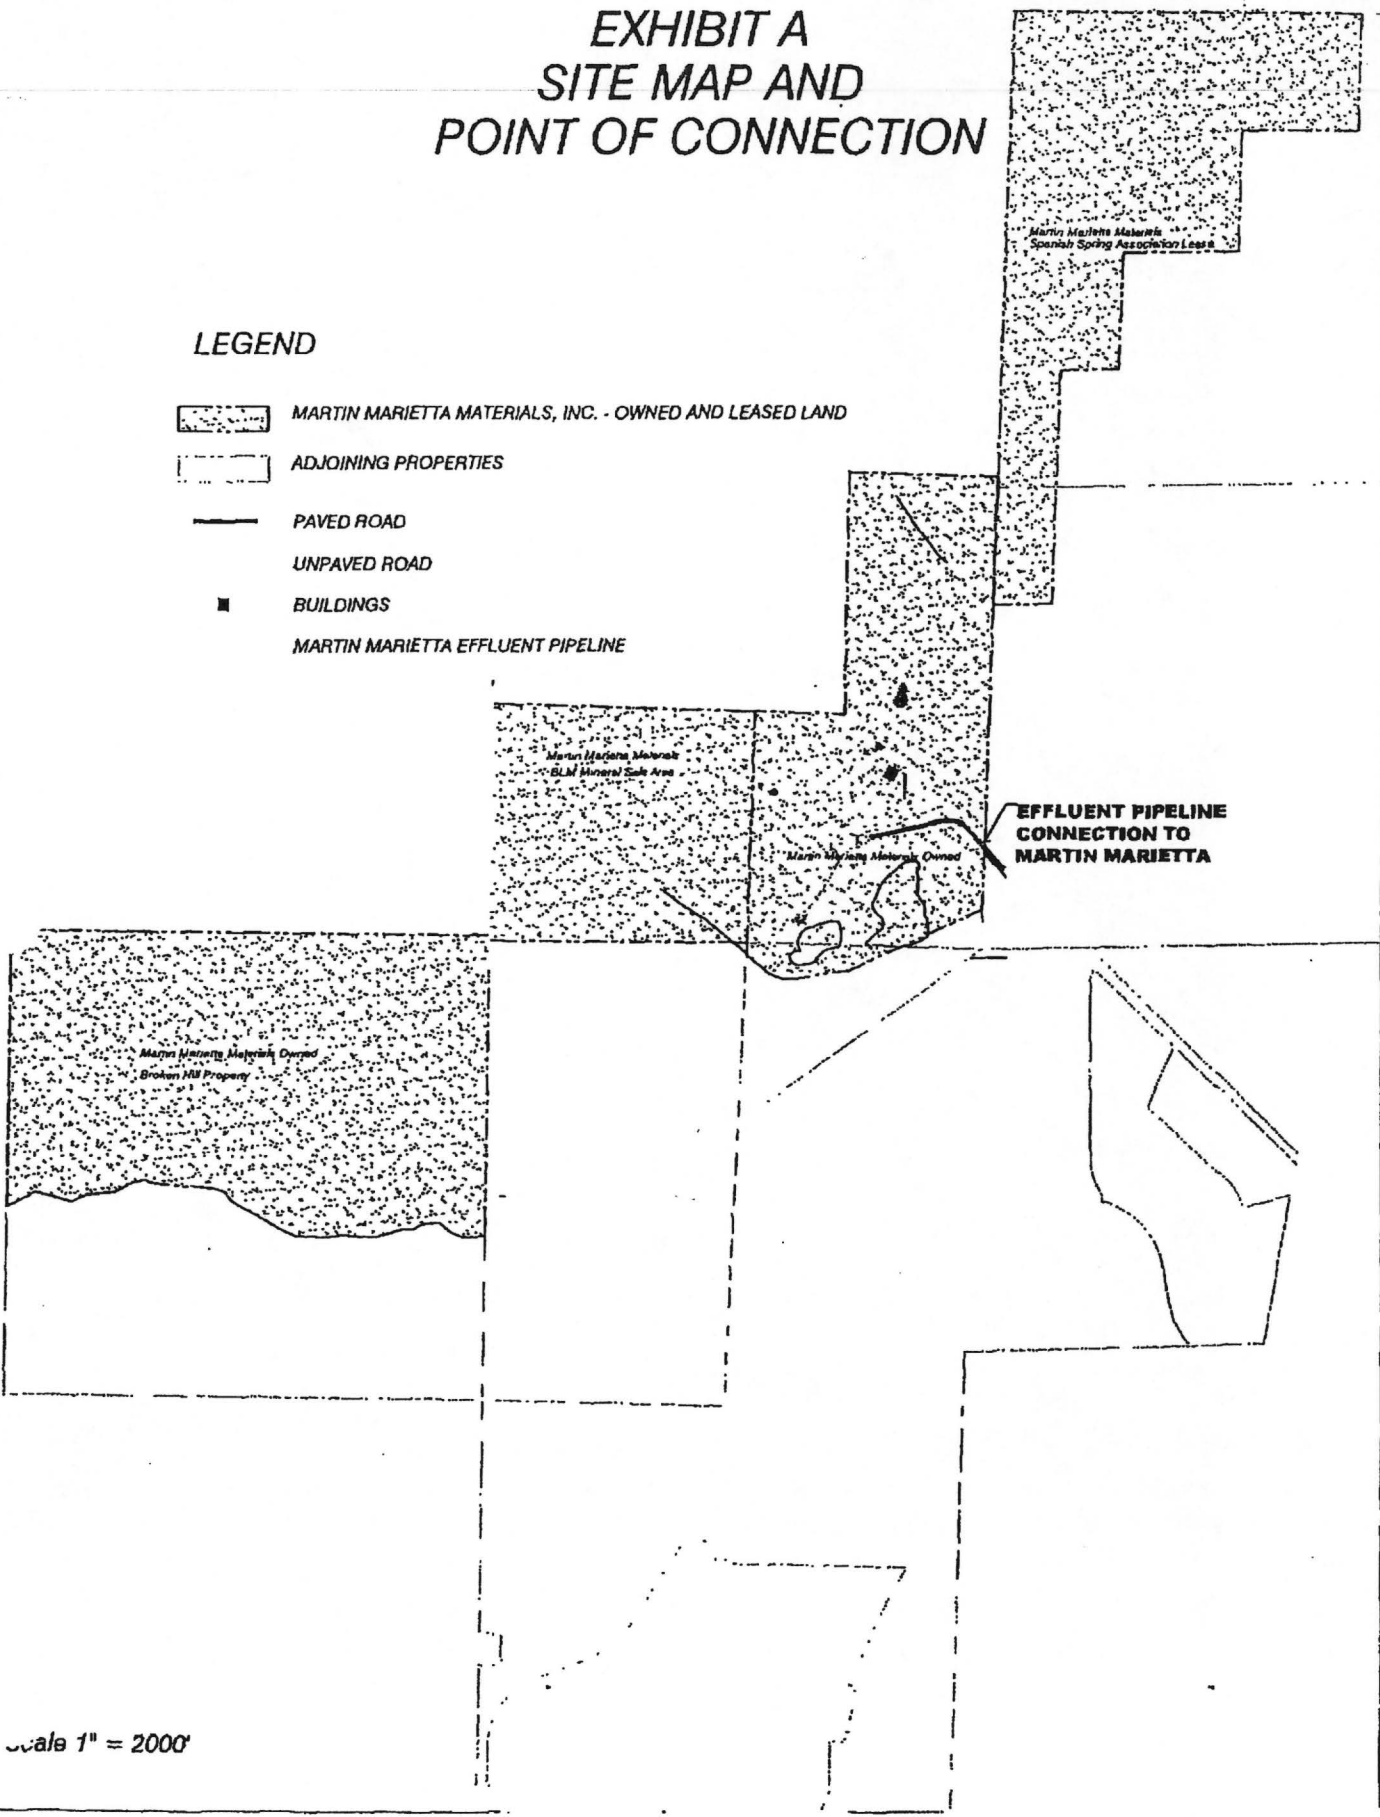 EXHIBIT A
SITE MAP AND
POINT OF CONNECTION
Martin Marietta Materials
Spanish Spring Association Lease
LEGEND
MARTIN MARIETTA MATERIALS, INC. - OWNED AND LEASED LAND
ADJOINING PROPERTIES
PAVED ROAD
UNPAVED ROAD
BUILDINGS
MARTIN MARIETTA EFFLUENT PIPELINE
Martin Marietta Materials
BLM Mineral Sale Area
EFFLUENT PIPELINE
CONNECTION TO
MARTIN MARIETTA
Martin Marietta Materials Owned
Martin Marietta Materials Owned
Broken Hill Property
Scale 1" = 2000'